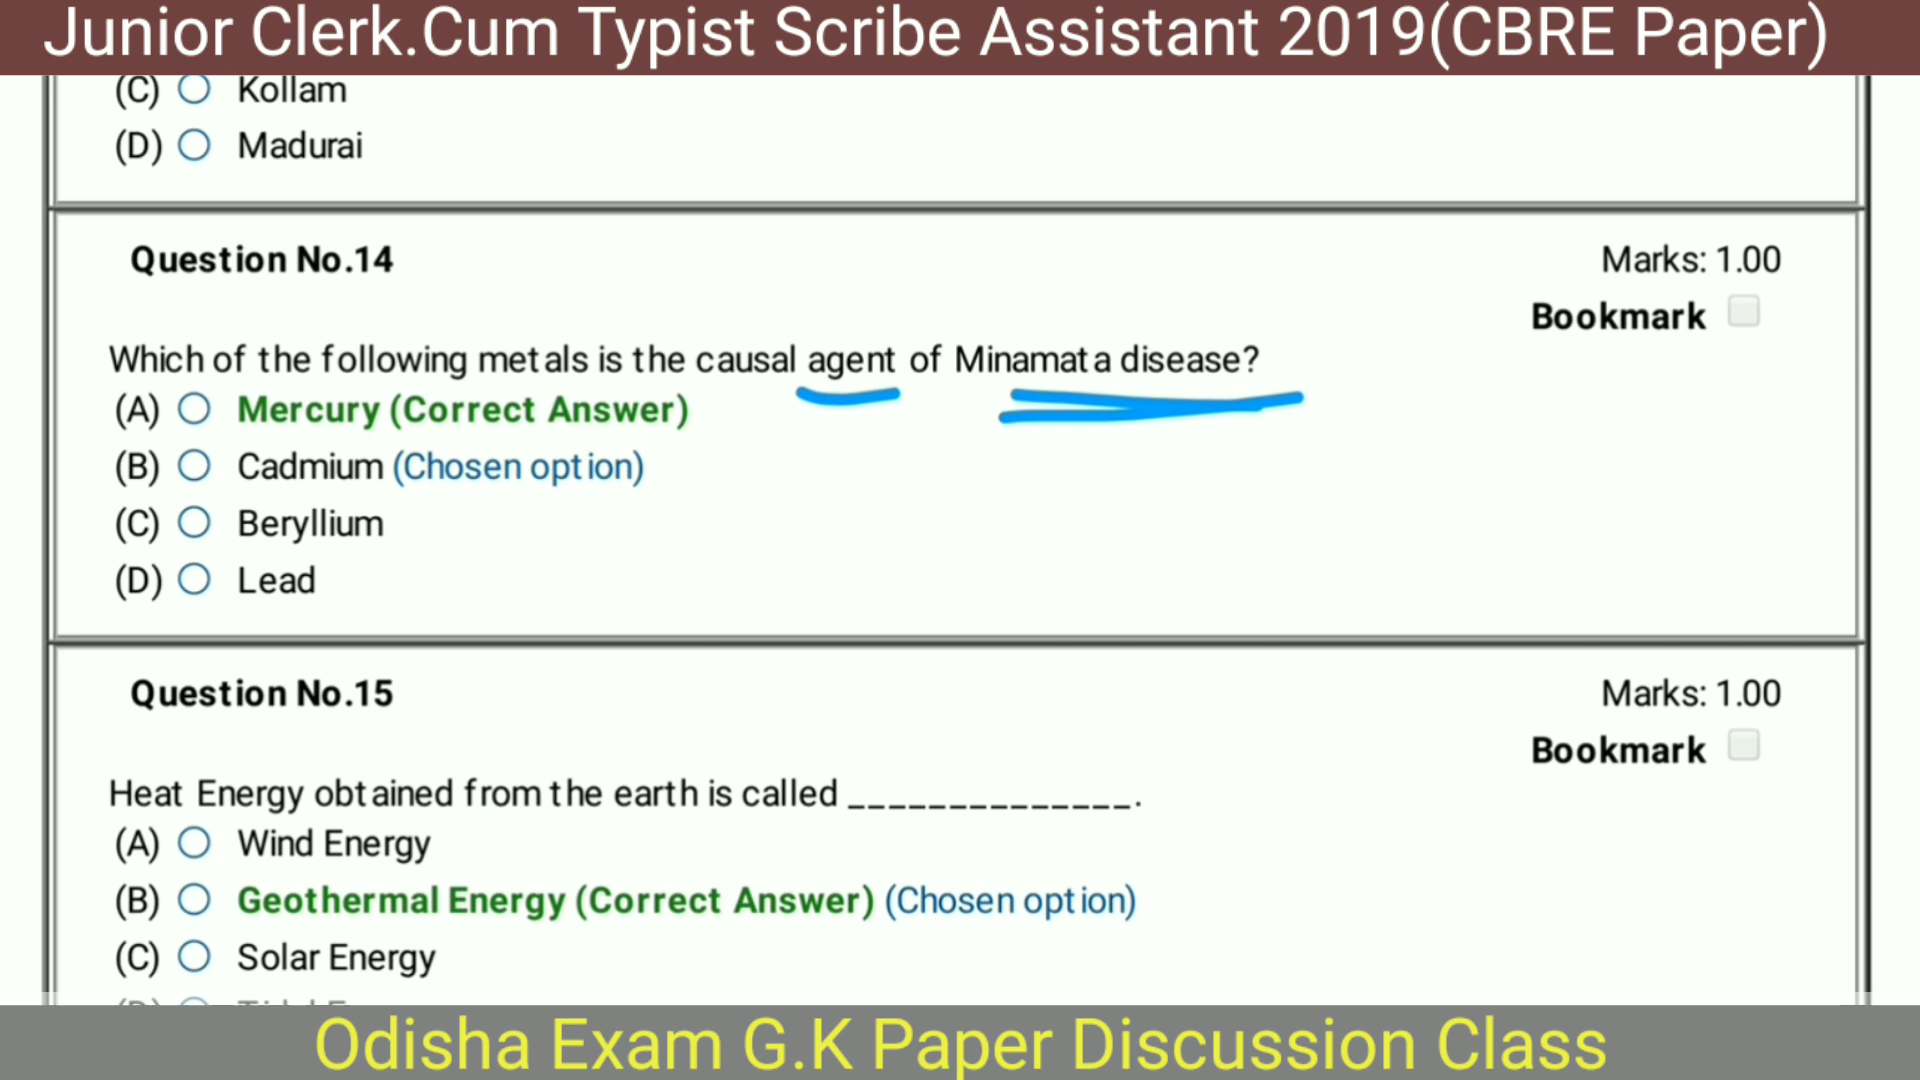 Junior Clerk.Cum Typist Scribe Assistant 2019(CBRE Paper)
(C) Kollam
(D) Madurai
Question No.14 Marks: 1.00
Bookmark
Which of the following metals is the causal agent of Minamata disease?
(A) Mercury (Correct Answer)
(B) Cadmium (Chosen option)
(C) Beryllium
(D) Lead
Question No.15 Marks: 1.00
Bookmark
Heat Energy obtained from the earth is called ______________.
(A) Wind Energy
(B) Geothermal Energy (Correct Answer) (Chosen option)
(C) Solar Energy
Odisha Exam G.K Paper Discussion Class